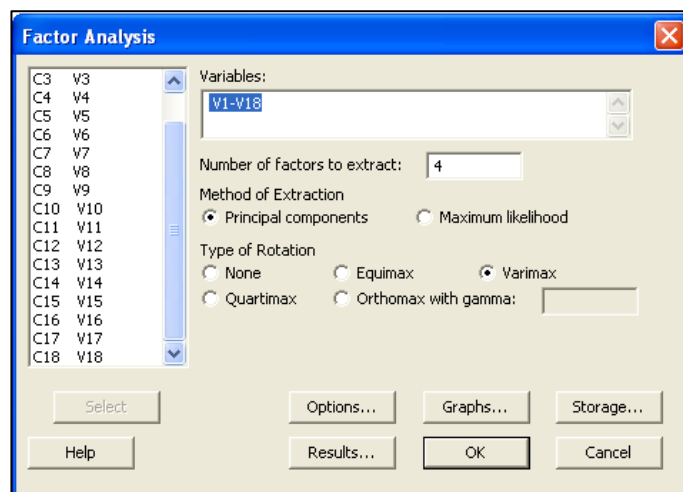 Factor Analysis
C3 V3
C4 V4
C5 V5
C6 V6
C7 V7
C8 V8
C9 V9
C10 V10
C11 V11
C12 V12
C13 V13
C14 V14
C15 V15
C16 V16
C17 V17
C18 V18
Variables:
V1-V18
Number of factors to extract: 4
Method of Extraction
Principal components Maximum likelihood
Type of Rotation
None Equimax Varimax
Quartimax Orthomax with gamma:
Select Options... Graphs... Storage...
Help Results... OK Cancel